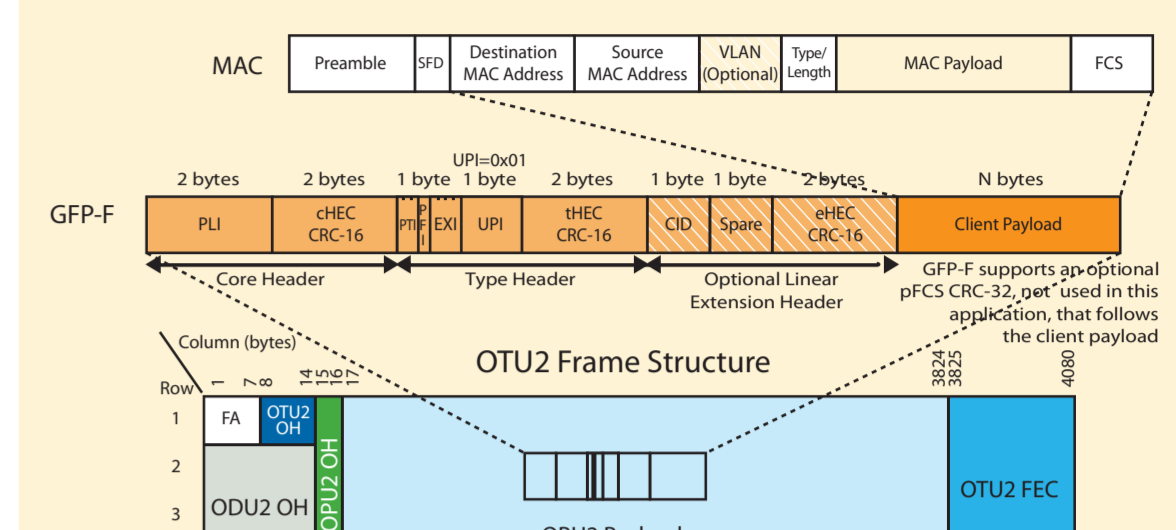 MAC
Preamble
SFD
Destination
MAC Address
Source
MAC Address
VLAN
(Optional)
Type/
Length
MAC Payload
FCS
UPI=0x01
2 bytes
2 bytes
1 byte
1 byte
2 bytes
1 byte
1 byte
2 bytes
N bytes
GFP-F
PLI
cHEC
CRC-16
PTI
P
F
I
EXI
UPI
tHEC
CRC-16
CID
Spare
eHEC
CRC-16
Client Payload
Core Header
Type Header
Optional Linear
Extension Header
GFP-F supports an optional
pFCS CRC-32, not used in this
application, that follows
the client payload
OTU2 Frame Structure
Column (bytes)
Row
1
7
8
14
15
16
17
3824
3825
4080
1
FA
OTU2
OH
2
3
ODU2 OH
OPU2 OH
OTU2 FEC